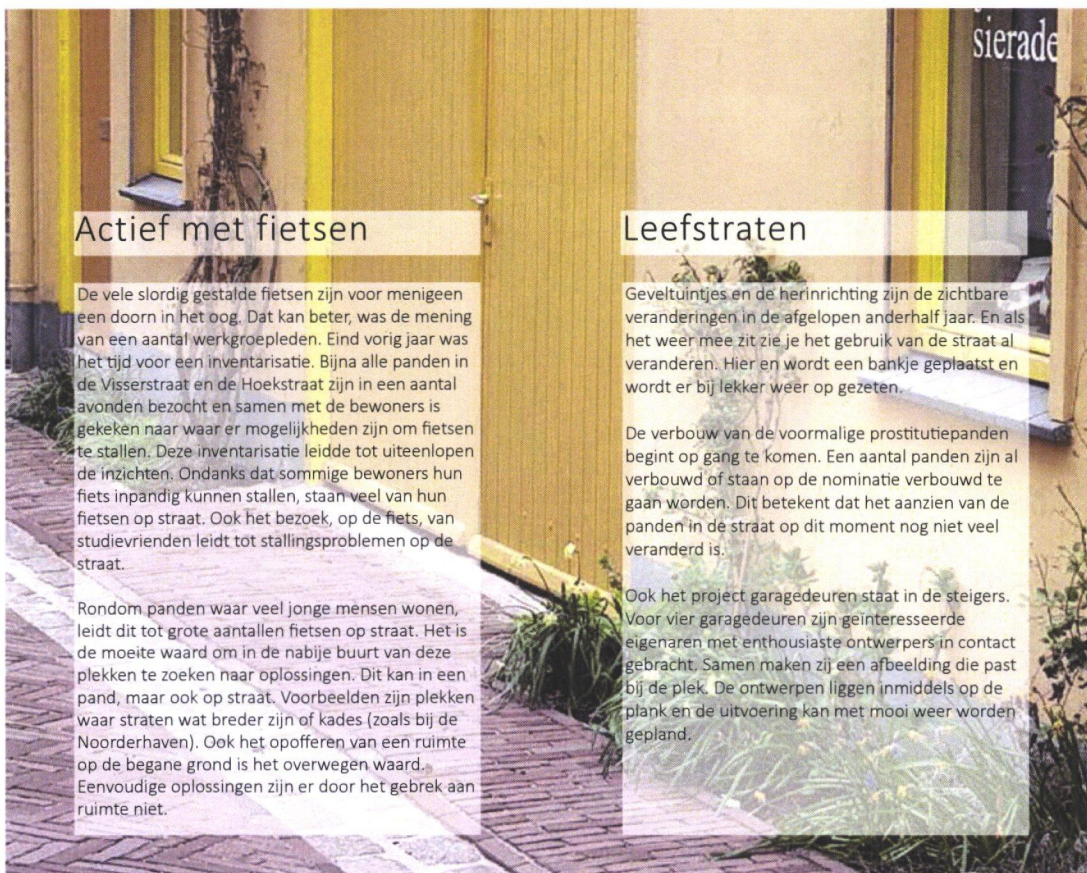 sierade
Actief met fietsen
De vele slordig gestalde fietsen zijn voor menigeen
een doorn in het oog. Dat kan beter, was de mening
van een aantal werkgroepleden. Eind vorig jaar was
het tijd voor een inventarisatie. Bijna alle panden in
de Visserstraat en de Hoekstraat zijn in een aantal
avonden bezocht en samen met de bewoners is
gekeken naar waar er mogelijkheden zijn om fietsen
te stallen. Deze inventarisatie leidde tot uiteenlopen
de inzichten. Ondanks dat sommige bewoners hun
fiets inpandig kunnen stallen, staan veel van hun
fietsen op straat. Ook het bezoek, op de fiets, van
studievrienden leidt tot stallingsproblemen op de
straat.
Rondom panden waar veel jonge mensen wonen,
leidt dit tot grote aantallen fietsen op straat. Het is
de moeite waard om in de nabije buurt van deze
plekken te zoeken naar oplossingen. Dit kan in een
pand, maar ook op straat. Voorbeelden zijn plekken
waar straten wat breder zijn of kades (zoals bij de
Noorderhaven). Ook het opofferen van een ruimte
op de begane grond is het overwegen waard.
Eenvoudige oplossingen zijn er door het gebrek aan
ruimte niet.
Leefstraten
Geveltuintjes en de herinrichting zijn de zichtbare
veranderingen in de afgelopen anderhalf jaar. En als
het weer mee zit zie je het gebruik van de straat al
veranderen. Hier en wordt een bankje geplaatst en
wordt er bij lekker weer op gezeten.
De verbouw van de voormalige prostitutiepanden
begint op gang te komen. Een aantal panden zijn al
verbouwd of staan op de nominatie verbouwd te
gaan worden. Dit betekent dat het aanzien van de
panden in de straat op dit moment nog niet veel
veranderd is.
Ook het project garagedeuren staat in de steigers.
Voor vier garagedeuren zijn geïnteresseerde
eigenaren met enthousiaste ontwerpers in contact
gebracht. Samen maken zij een afbeelding die past
bij de plek. De ontwerpen liggen inmiddels op de
plank en de uitvoering kan met mooi weer worden
gepland.